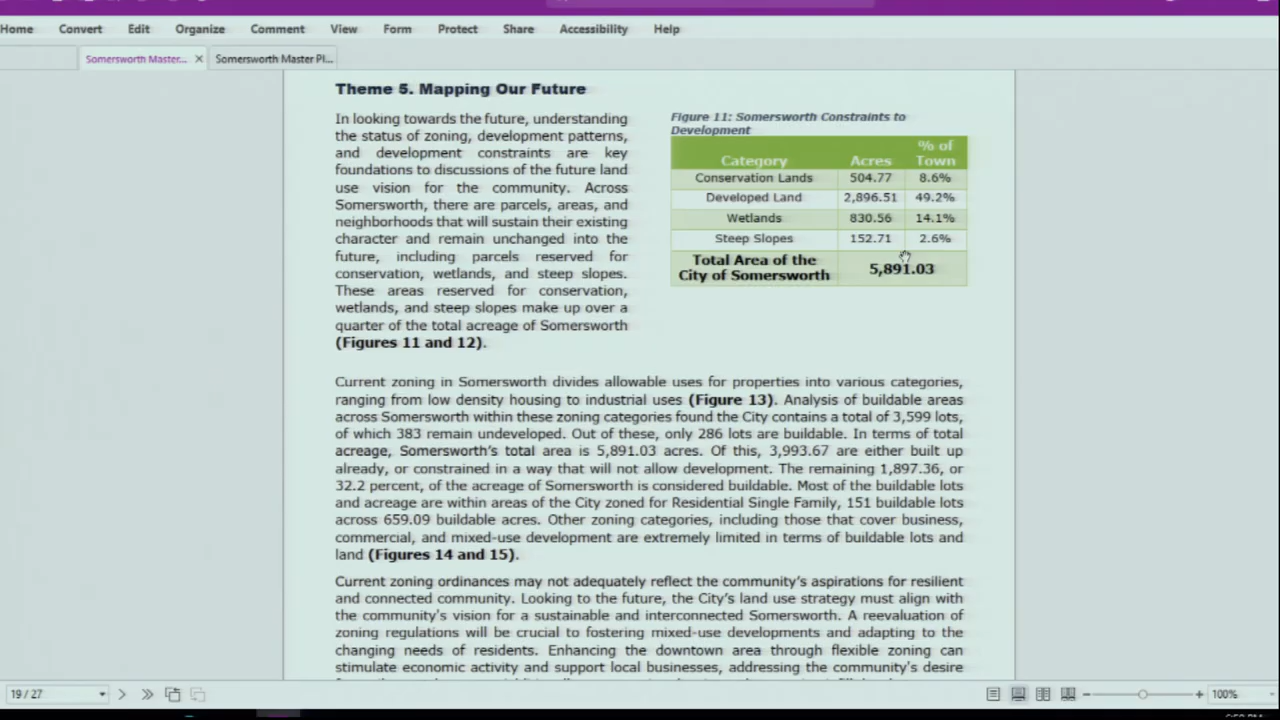 Home Convert Edit Organize Comment View Form Protect Share Accessibility Help
Somersworth Master... × Somersworth Master Pl...
Theme 5. Mapping Our Future
In looking towards the future, understanding
the status of zoning, development patterns,
and development constraints are key
foundations to discussions of the future land
use vision for the community. Across
Somersworth, there are parcels, areas, and
neighborhoods that will sustain their existing
character and remain unchanged into the
future, including parcels reserved for
conservation, wetlands, and steep slopes.
These areas reserved for conservation,
wetlands, and steep slopes make up over a
quarter of the total acreage of Somersworth
(Figures 11 and 12).
Figure 11: Somersworth Constraints to
Development
Category Acres % of Town
Conservation Lands 504.77 8.6%
Developed Land 2,896.51 49.2%
Wetlands 830.56 14.1%
Steep Slopes 152.71 2.6%
Total Area of the
City of Somersworth 5,891.03
Current zoning in Somersworth divides allowable uses for properties into various categories,
ranging from low density housing to industrial uses (Figure 13). Analysis of buildable areas
across Somersworth within these zoning categories found the City contains a total of 3,599 lots,
of which 383 remain undeveloped. Out of these, only 286 lots are buildable. In terms of total
acreage, Somersworth's total area is 5,891.03 acres. Of this, 3,993.67 are either built up
already, or constrained in a way that will not allow development. The remaining 1,897.36, or
32.2 percent, of the acreage of Somersworth is considered buildable. Most of the buildable lots
and acreage are within areas of the City zoned for Residential Single Family, 151 buildable lots
across 659.09 buildable acres. Other zoning categories, including those that cover business,
commercial, and mixed-use development are extremely limited in terms of buildable lots and
land (Figures 14 and 15).
Current zoning ordinances may not adequately reflect the community's aspirations for resilient
and connected community. Looking to the future, the City's land use strategy must align with
the community's vision for a sustainable and interconnected Somersworth. A reevaluation of
zoning regulations will be crucial to fostering mixed-use developments and adapting to the
changing needs of residents. Enhancing the downtown area through flexible zoning can
stimulate economic activity and support local businesses, addressing the community's desire
19 / 27
100%